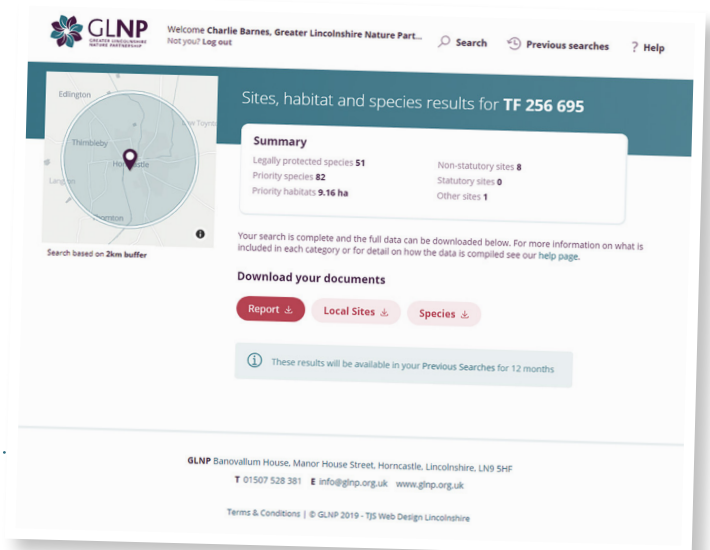 GLNP
GREATER LINCOLNSHIRE
NATURE PARTNERSHIP
Welcome Charlie Barnes, Greater Lincolnshire Nature Part...
Not you? Log out
Search
Previous searches
? Help
Edlington
Low Toynton
Thimbleby
Horncastle
Thornton
Search based on 2km buffer
Sites, habitat and species results for TF 256 695
Summary
Legally protected species 51
Priority species 82
Priority habitats 9.16 ha
Non-statutory sites 8
Statutory sites 0
Other sites 1
Your search is complete and the full data can be downloaded below. For more information on what is
included in each category or for detail on how the data is compiled see our help page.
Download your documents
Report
Local Sites
Species
These results will be available in your Previous Searches for 12 months
GLNP Banovallum House, Manor House Street, Horncastle, Lincolnshire, LN9 5HF
T 01507 528 381 E info@glnp.org.uk www.glnp.org.uk
Terms & Conditions | © GLNP 2019 - TJS Web Design Lincolnshire